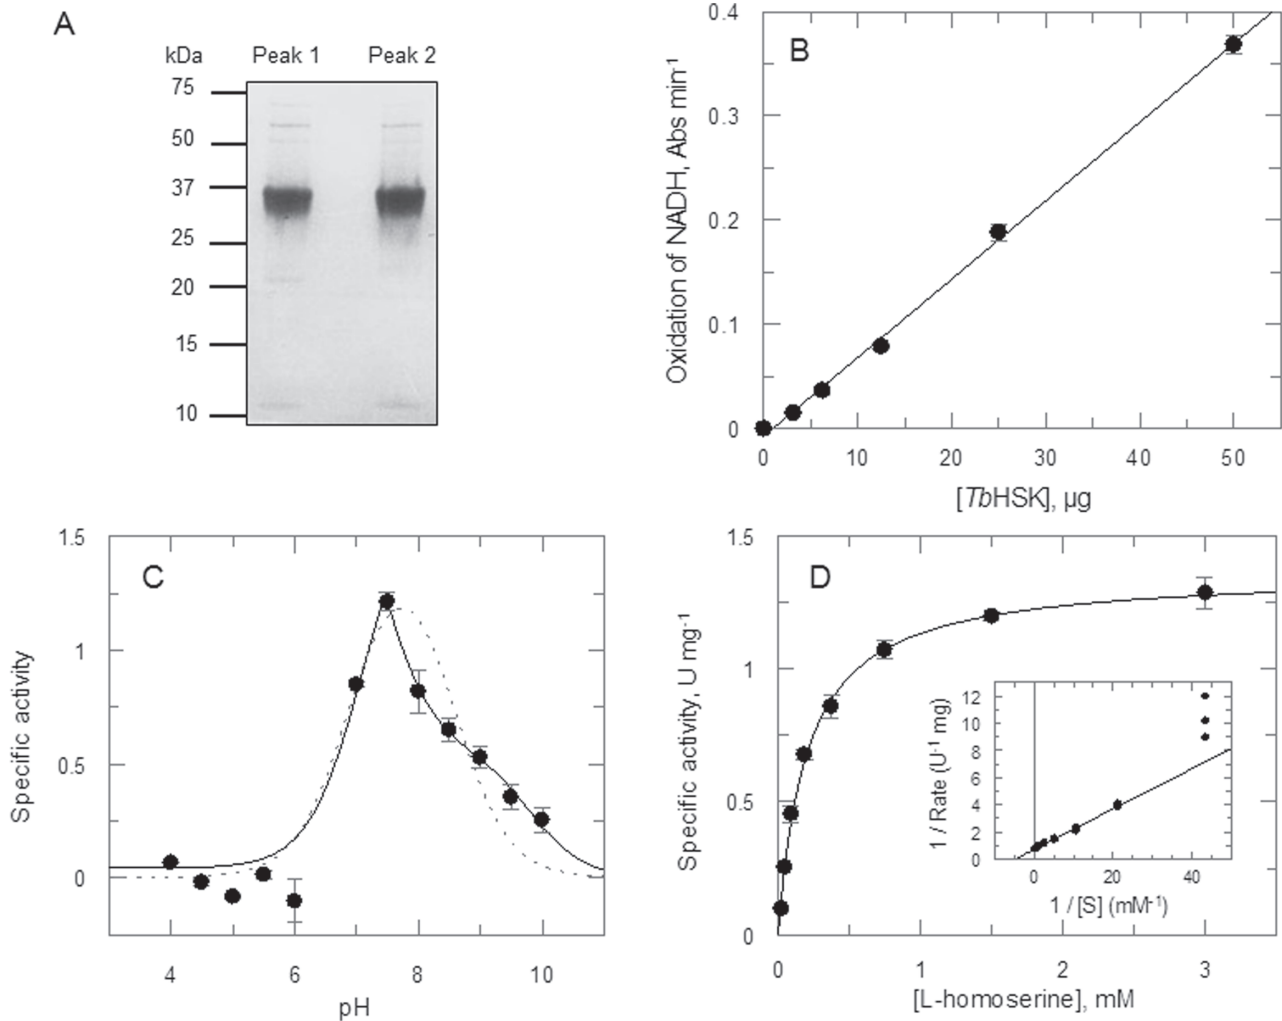 A
kDa Peak 1 Peak 2
75
50
37
25
20
15
10
B
Oxidation of NADH, Abs min-1
0.4
0.3
0.2
0.1
0
0 10 20 30 40 50
[TbHSK], µg
C
Specific activity
1.5
1
0.5
0
4 6 8 10
pH
D
Specific activity, U mg-1
1.5
1
0.5
0
0 1 2 3
[L-homoserine], mM
1 / Rate (U-1 mg)
12
10
8
6
4
2
0
0 20 40
1 / [S] (mM-1)